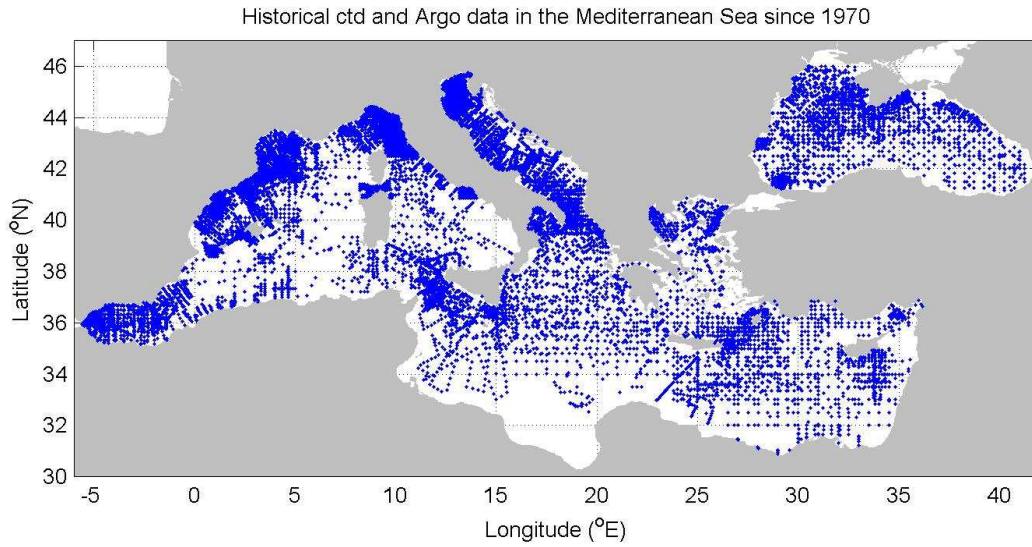 Historical ctd and Argo data in the Mediterranean Sea since 1970
46
44
42
40
38
36
34
32
30
Latitude (°N)
-5 0 5 10 15 20 25 30 35 40
Longitude (°E)